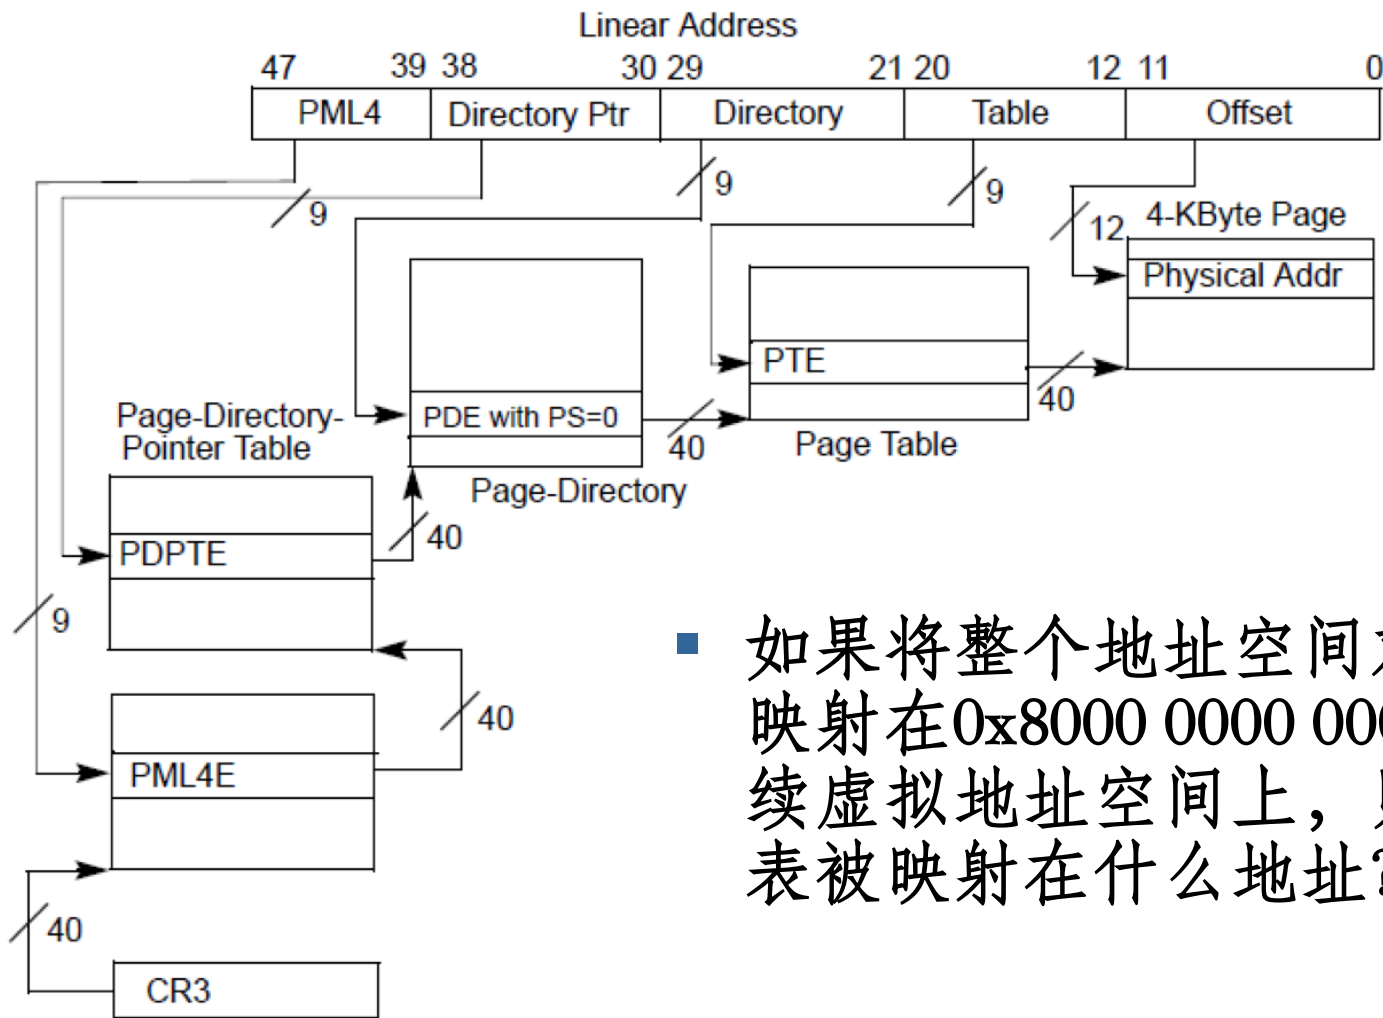 Linear Address
47 39 38 30 29 21 20 12 11 0
PML4 Directory Ptr Directory Table Offset
9
9
9
12
4-KByte Page
Physical Addr
PTE
40
Page Table
PDE with PS=0
40
Page-Directory
Page-Directory-
Pointer Table
PDPTE
40
9
40
PML4E
40
CR3
如果将整个地址空间
映射在0x8000 0000 00
续虚拟地址空间上，
表被映射在什么地址